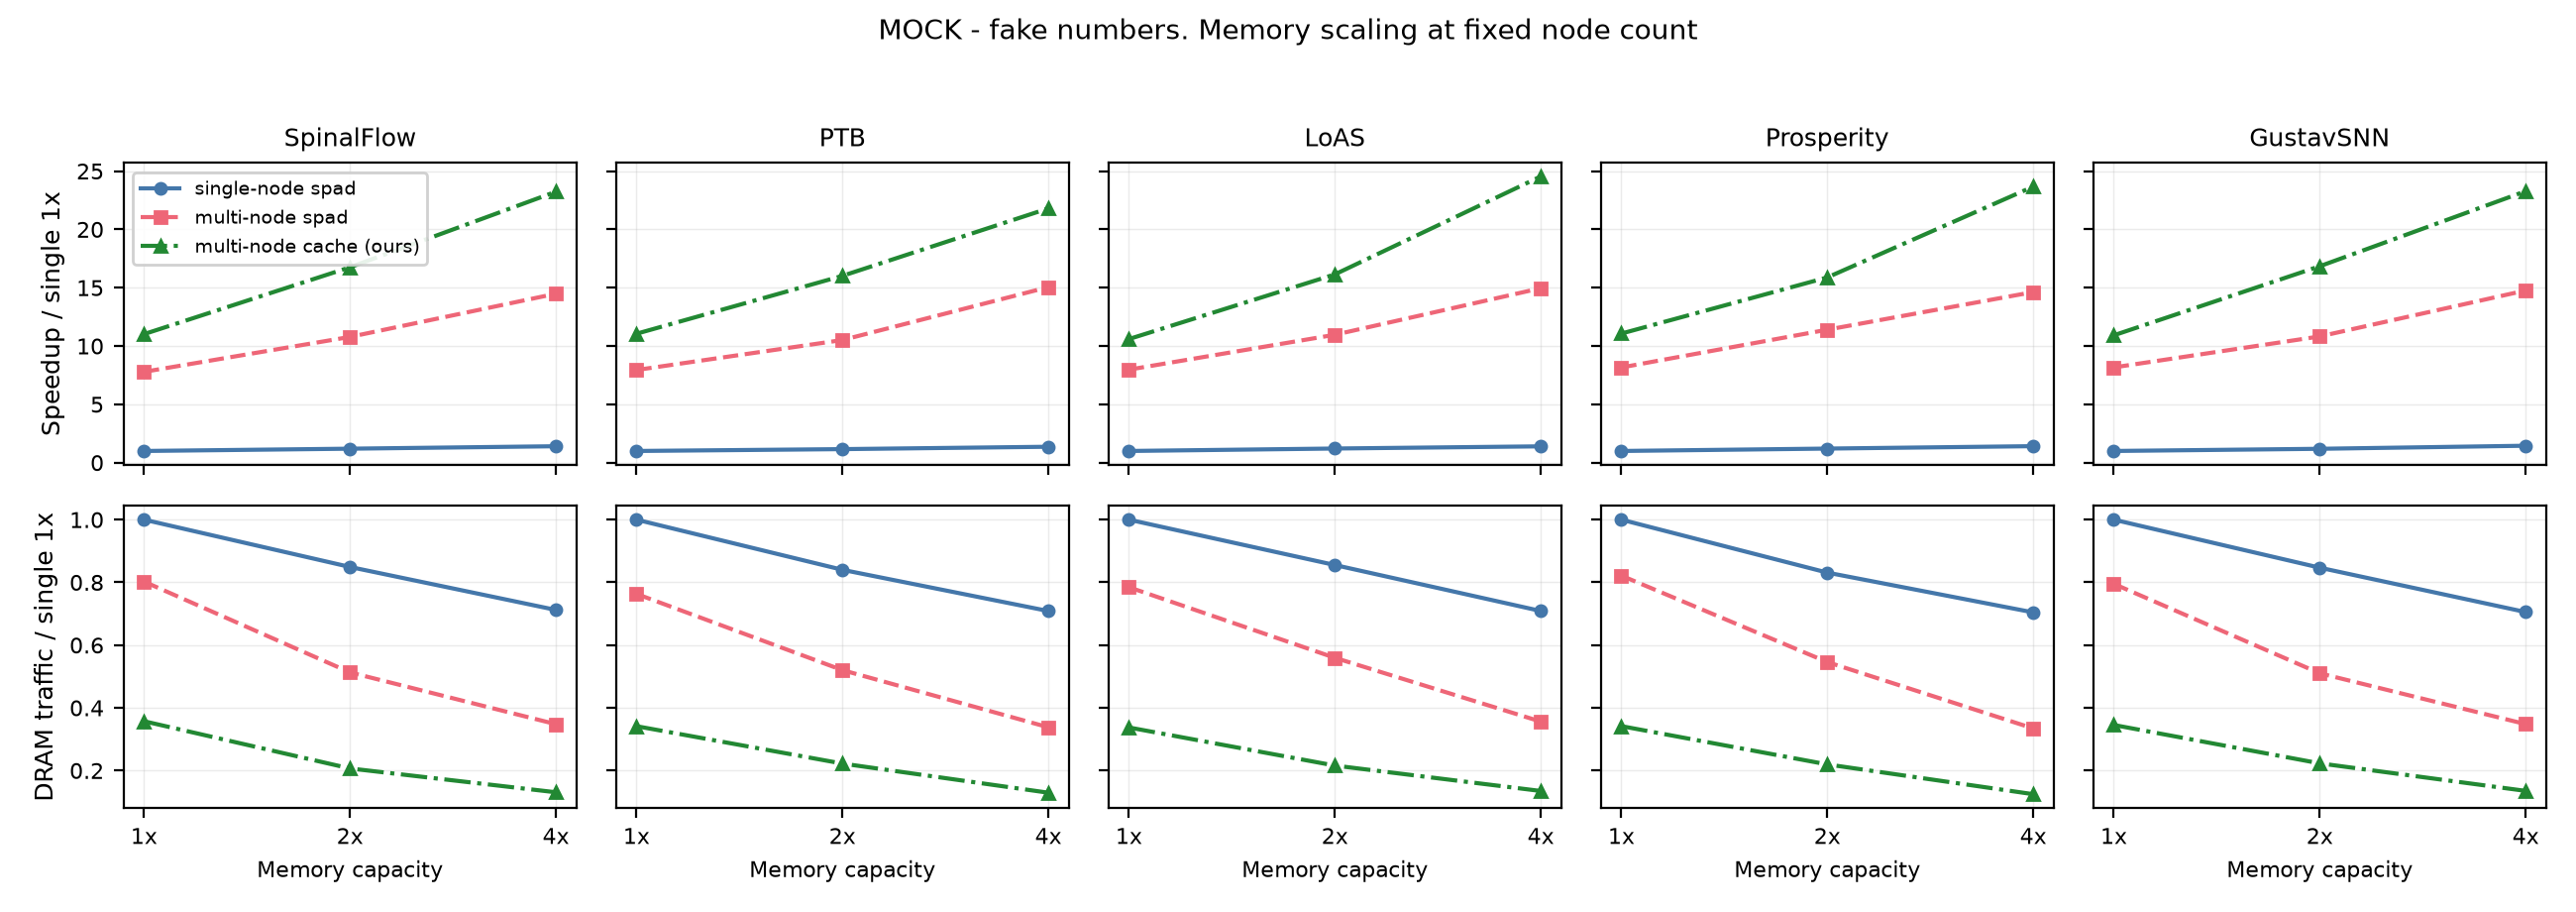 MOCK - fake numbers. Memory scaling at fixed node count
SpinalFlow
PTB
LoAS
Prosperity
GustavSNN
Speedup / single 1x
25
20
15
10
5
0
single-node spad
multi-node spad
multi-node cache (ours)
DRAM traffic / single 1x
1.0
0.8
0.6
0.4
0.2
1x 2x 4x
1x 2x 4x
1x 2x 4x
1x 2x 4x
1x 2x 4x
Memory capacity
Memory capacity
Memory capacity
Memory capacity
Memory capacity